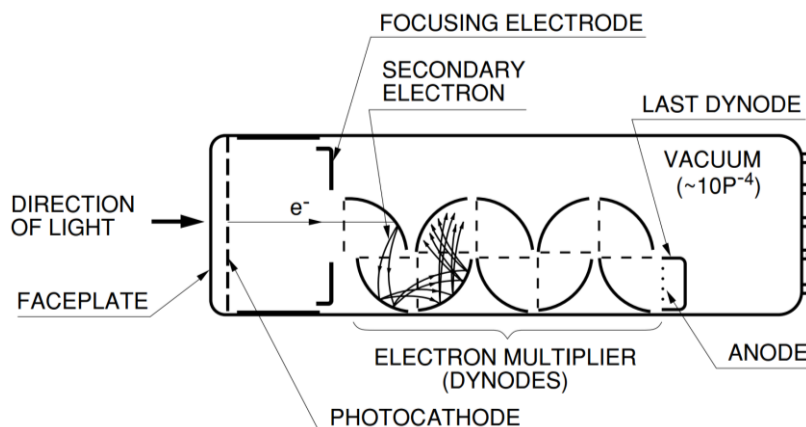 FOCUSING ELECTRODE
SECONDARY
ELECTRON
LAST DYNODE
VACUUM
(~10P⁻⁴)
DIRECTION
OF LIGHT
e⁻
FACEPLATE
ELECTRON MULTIPLIER
(DYNODES)
ANODE
PHOTOCATHODE